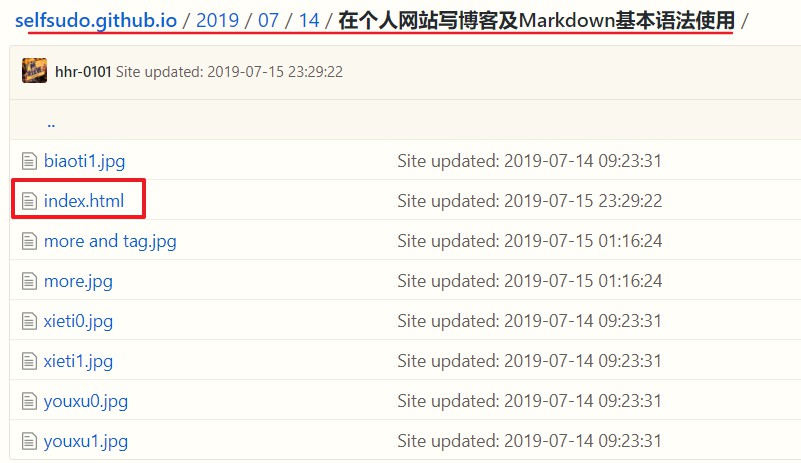 selfsudo.github.io / 2019 / 07 / 14 / 在个人网站写博客及Markdown基本语法使用 /
hhr-0101 Site updated: 2019-07-15 23:29:22
..
biaoti1.jpg Site updated: 2019-07-14 09:23:31
index.html Site updated: 2019-07-15 23:29:22
more and tag.jpg Site updated: 2019-07-15 01:16:24
more.jpg Site updated: 2019-07-15 01:16:24
xieti0.jpg Site updated: 2019-07-14 09:23:31
xieti1.jpg Site updated: 2019-07-14 09:23:31
youxu0.jpg Site updated: 2019-07-14 09:23:31
youxu1.jpg Site updated: 2019-07-14 09:23:31